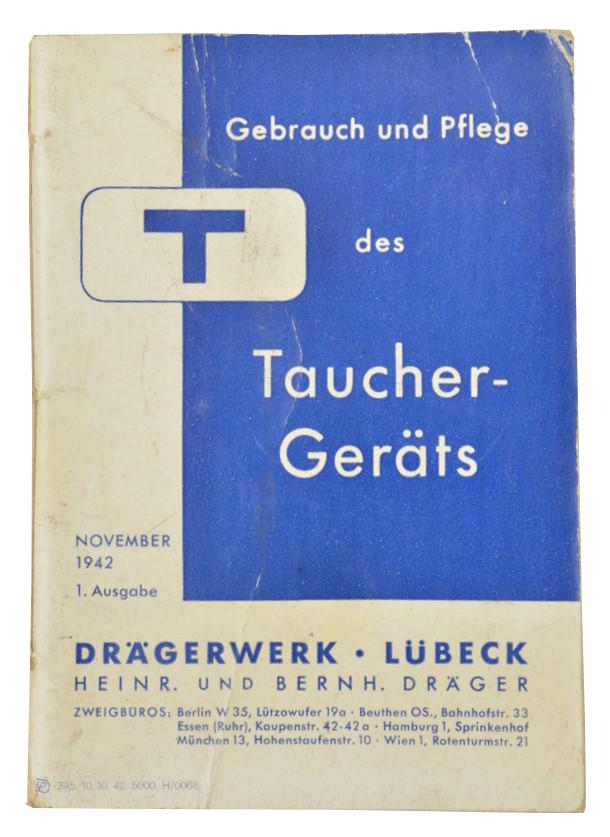 Gebrauch und Pflege
T
des
Taucher-
Geräts
NOVEMBER
1942
1. Ausgabe
DRÄGERWERK · LÜBECK
HEINR. UND BERNH. DRÄGER
ZWEIGBÜROS: Berlin W 35, Lützowufer 19a · Beuthen OS., Bahnhofstr. 33
Essen (Ruhr), Kaupenstr. 42-42a · Hamburg 1, Sprinkenhof
München 13, Hohenstaufenstr. 10 · Wien 1, Rotenturmstr. 21
395. 10. 10. 42. 5000. H/0068.